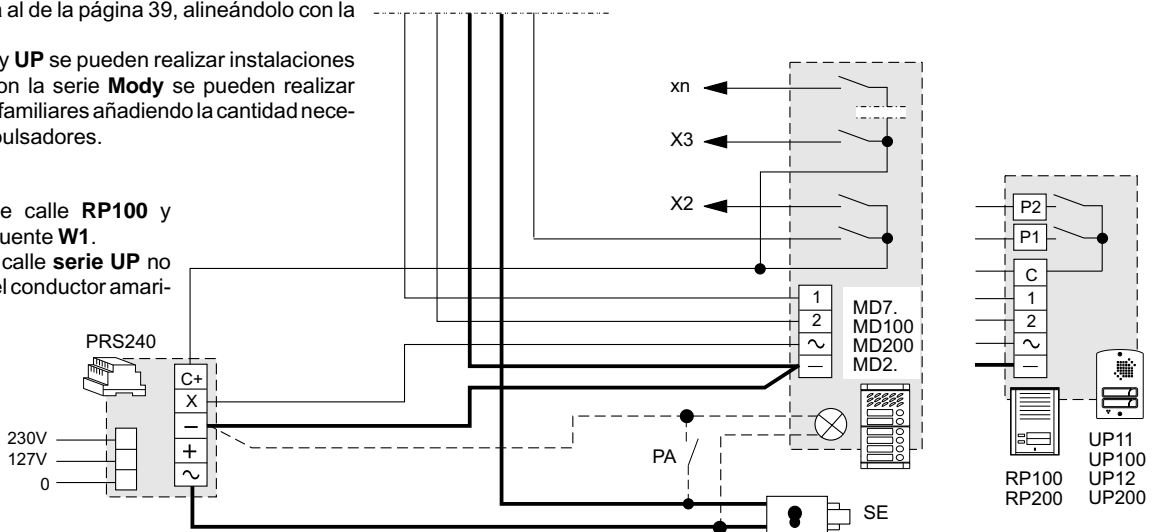 a al de la página 39, alineándolo con la
y UP se pueden realizar instalaciones
on la serie Mody se pueden realizar
familiares añadiendo la cantidad nece-
pulsadores.
e calle RP100 y
uente W1.
calle serie UP no
el conductor amari-
xn
X3
X2
P2
P1
C
1
2
~
—
1
2
~
—
MD7.
MD100
MD200
MD2.
PRS240
C+
X
—
+
~
230V
127V
0
PA
SE
RP100
RP200
UP11
UP100
UP12
UP200